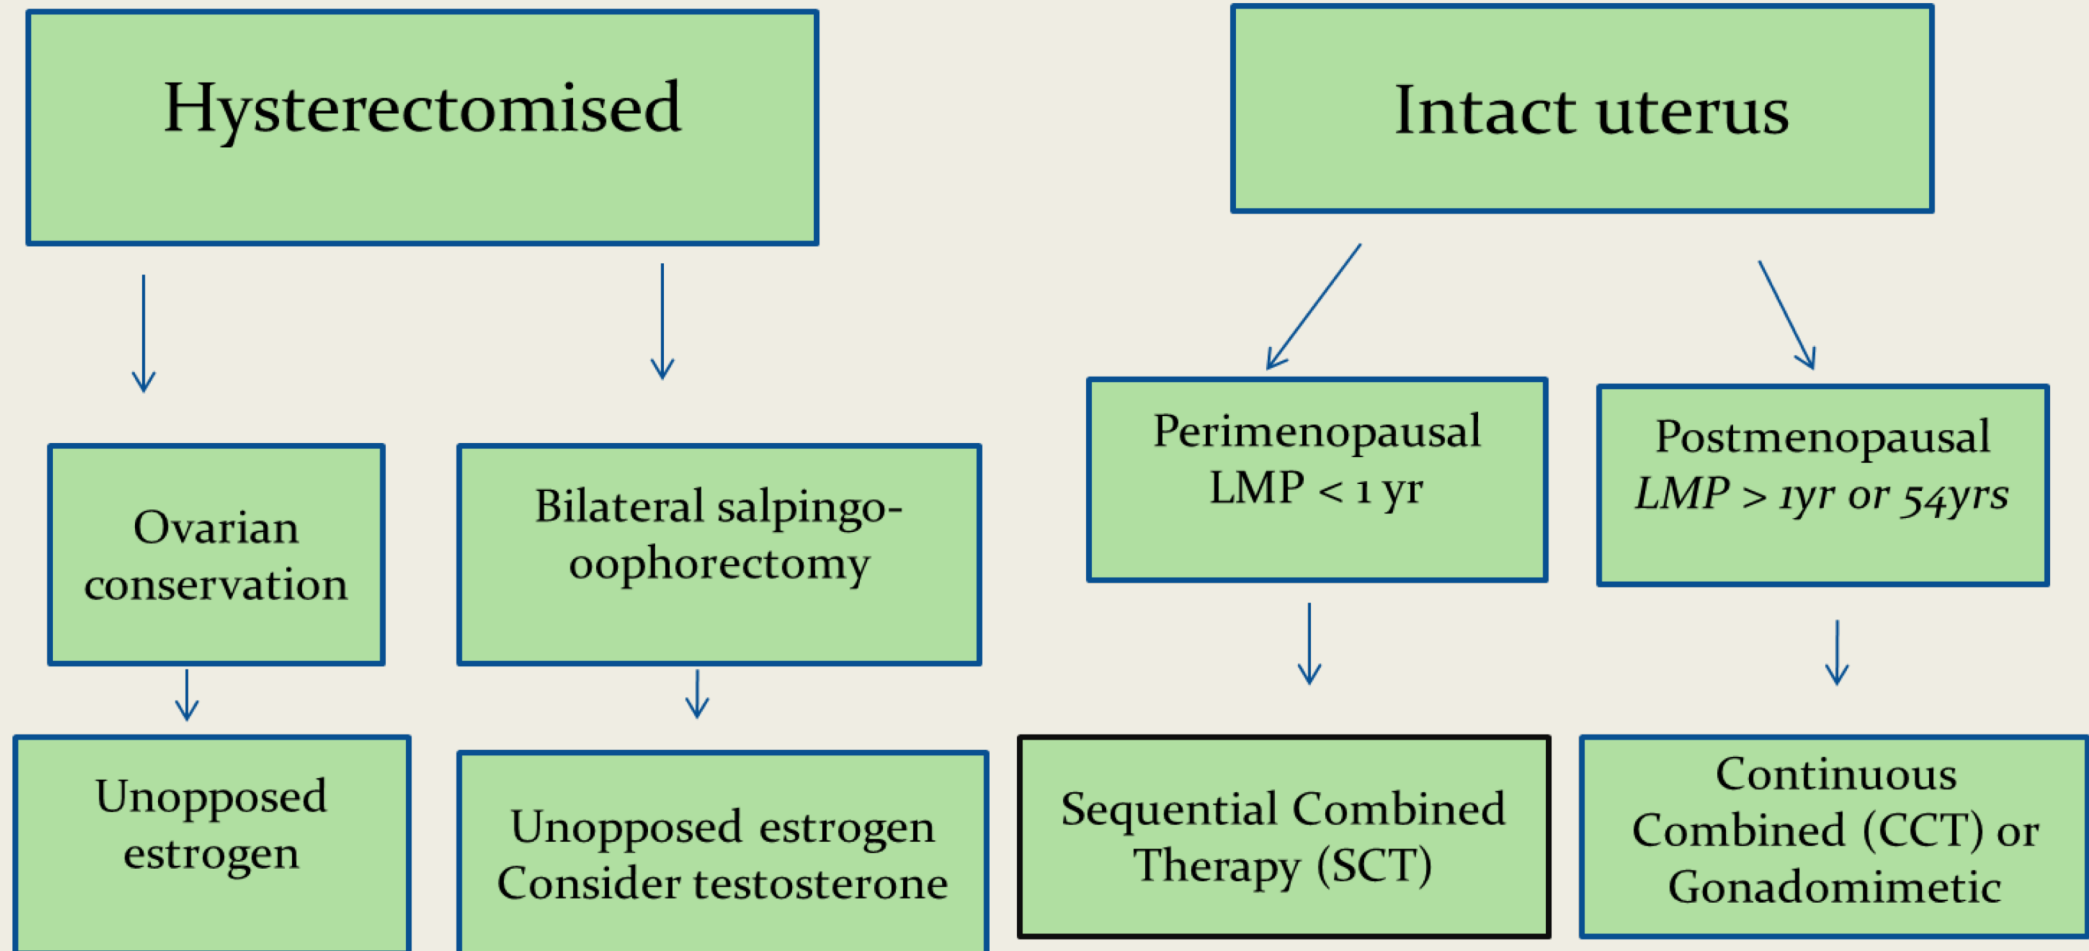 Hysterectomised
Intact uterus
Ovarian
conservation
Bilateral salpingo-
oophorectomy
Perimenopausal
LMP < 1 yr
Postmenopausal
LMP > 1yr or 54yrs
Unopposed
estrogen
Unopposed estrogen
Consider testosterone
Sequential Combined
Therapy (SCT)
Continuous
Combined (CCT) or
Gonadomimetic